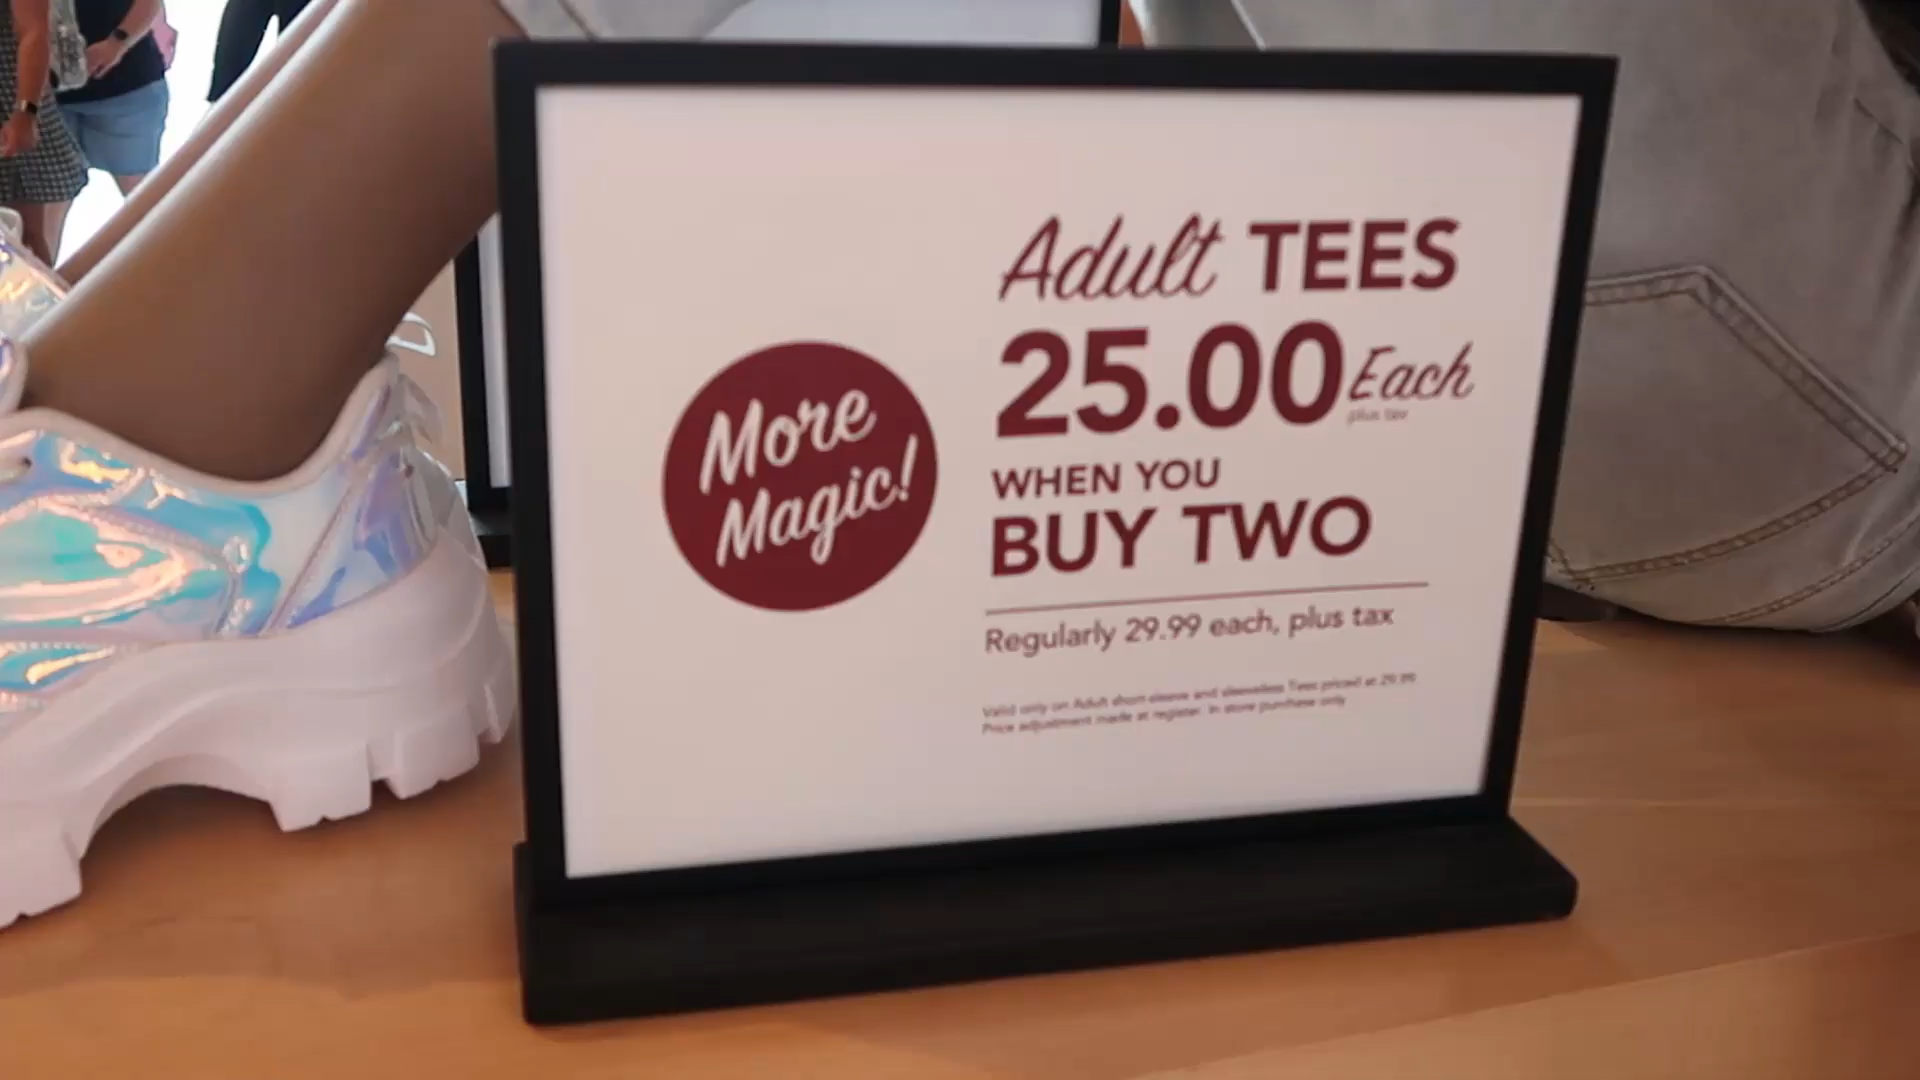 More
Magic!
Adult TEES
25.00 Each
plus tax
WHEN YOU
BUY TWO
Regularly 29.99 each, plus tax
Valid only on Adult short-sleeve and sleeveless Tees priced at 29.99
Price adjustment made at register. In store purchase only